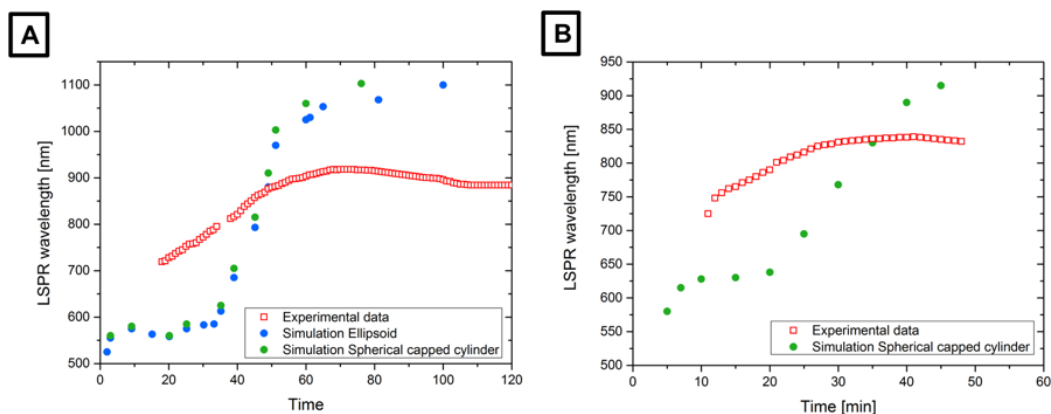 A
LSPR wavelength [nm]
1100
1000
900
800
700
600
500
0 20 40 60 80 100 120
Time
Experimental data
Simulation Ellipsoid
Simulation Spherical capped cylinder
B
LSPR wavelength [nm]
950
900
850
800
750
700
650
600
550
500
0 10 20 30 40 50 60
Time [min]
Experimental data
Simulation Spherical capped cylinder